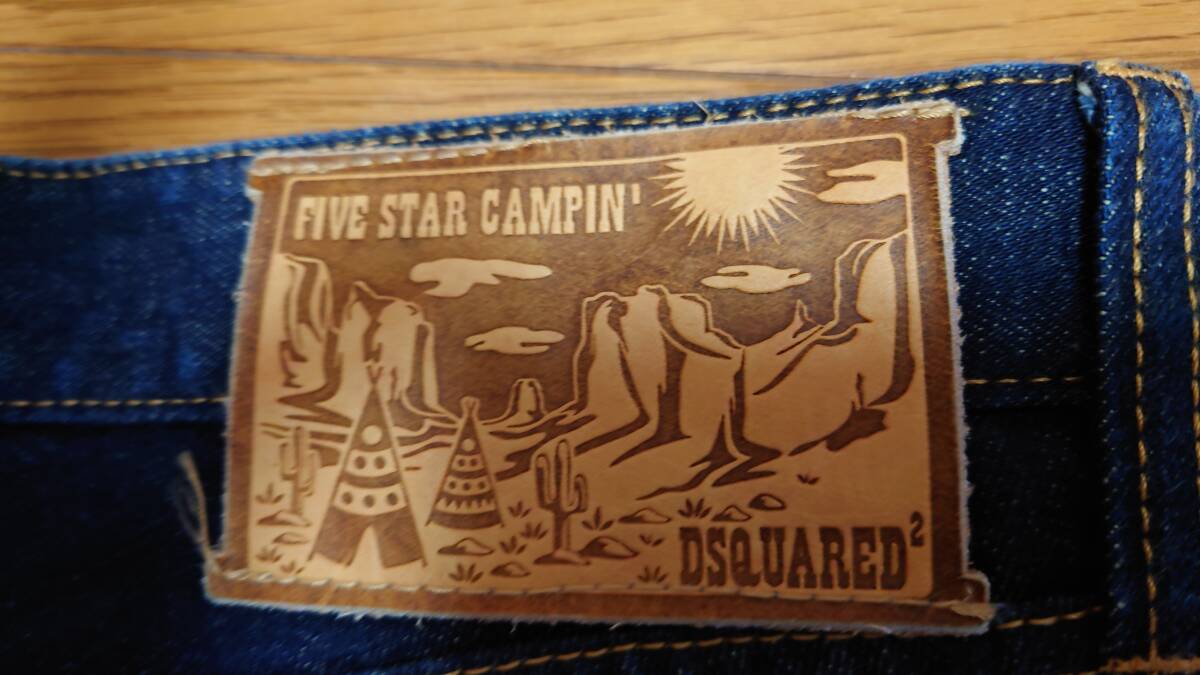 FIVE STAR CAMPIN'
DSQUARED²